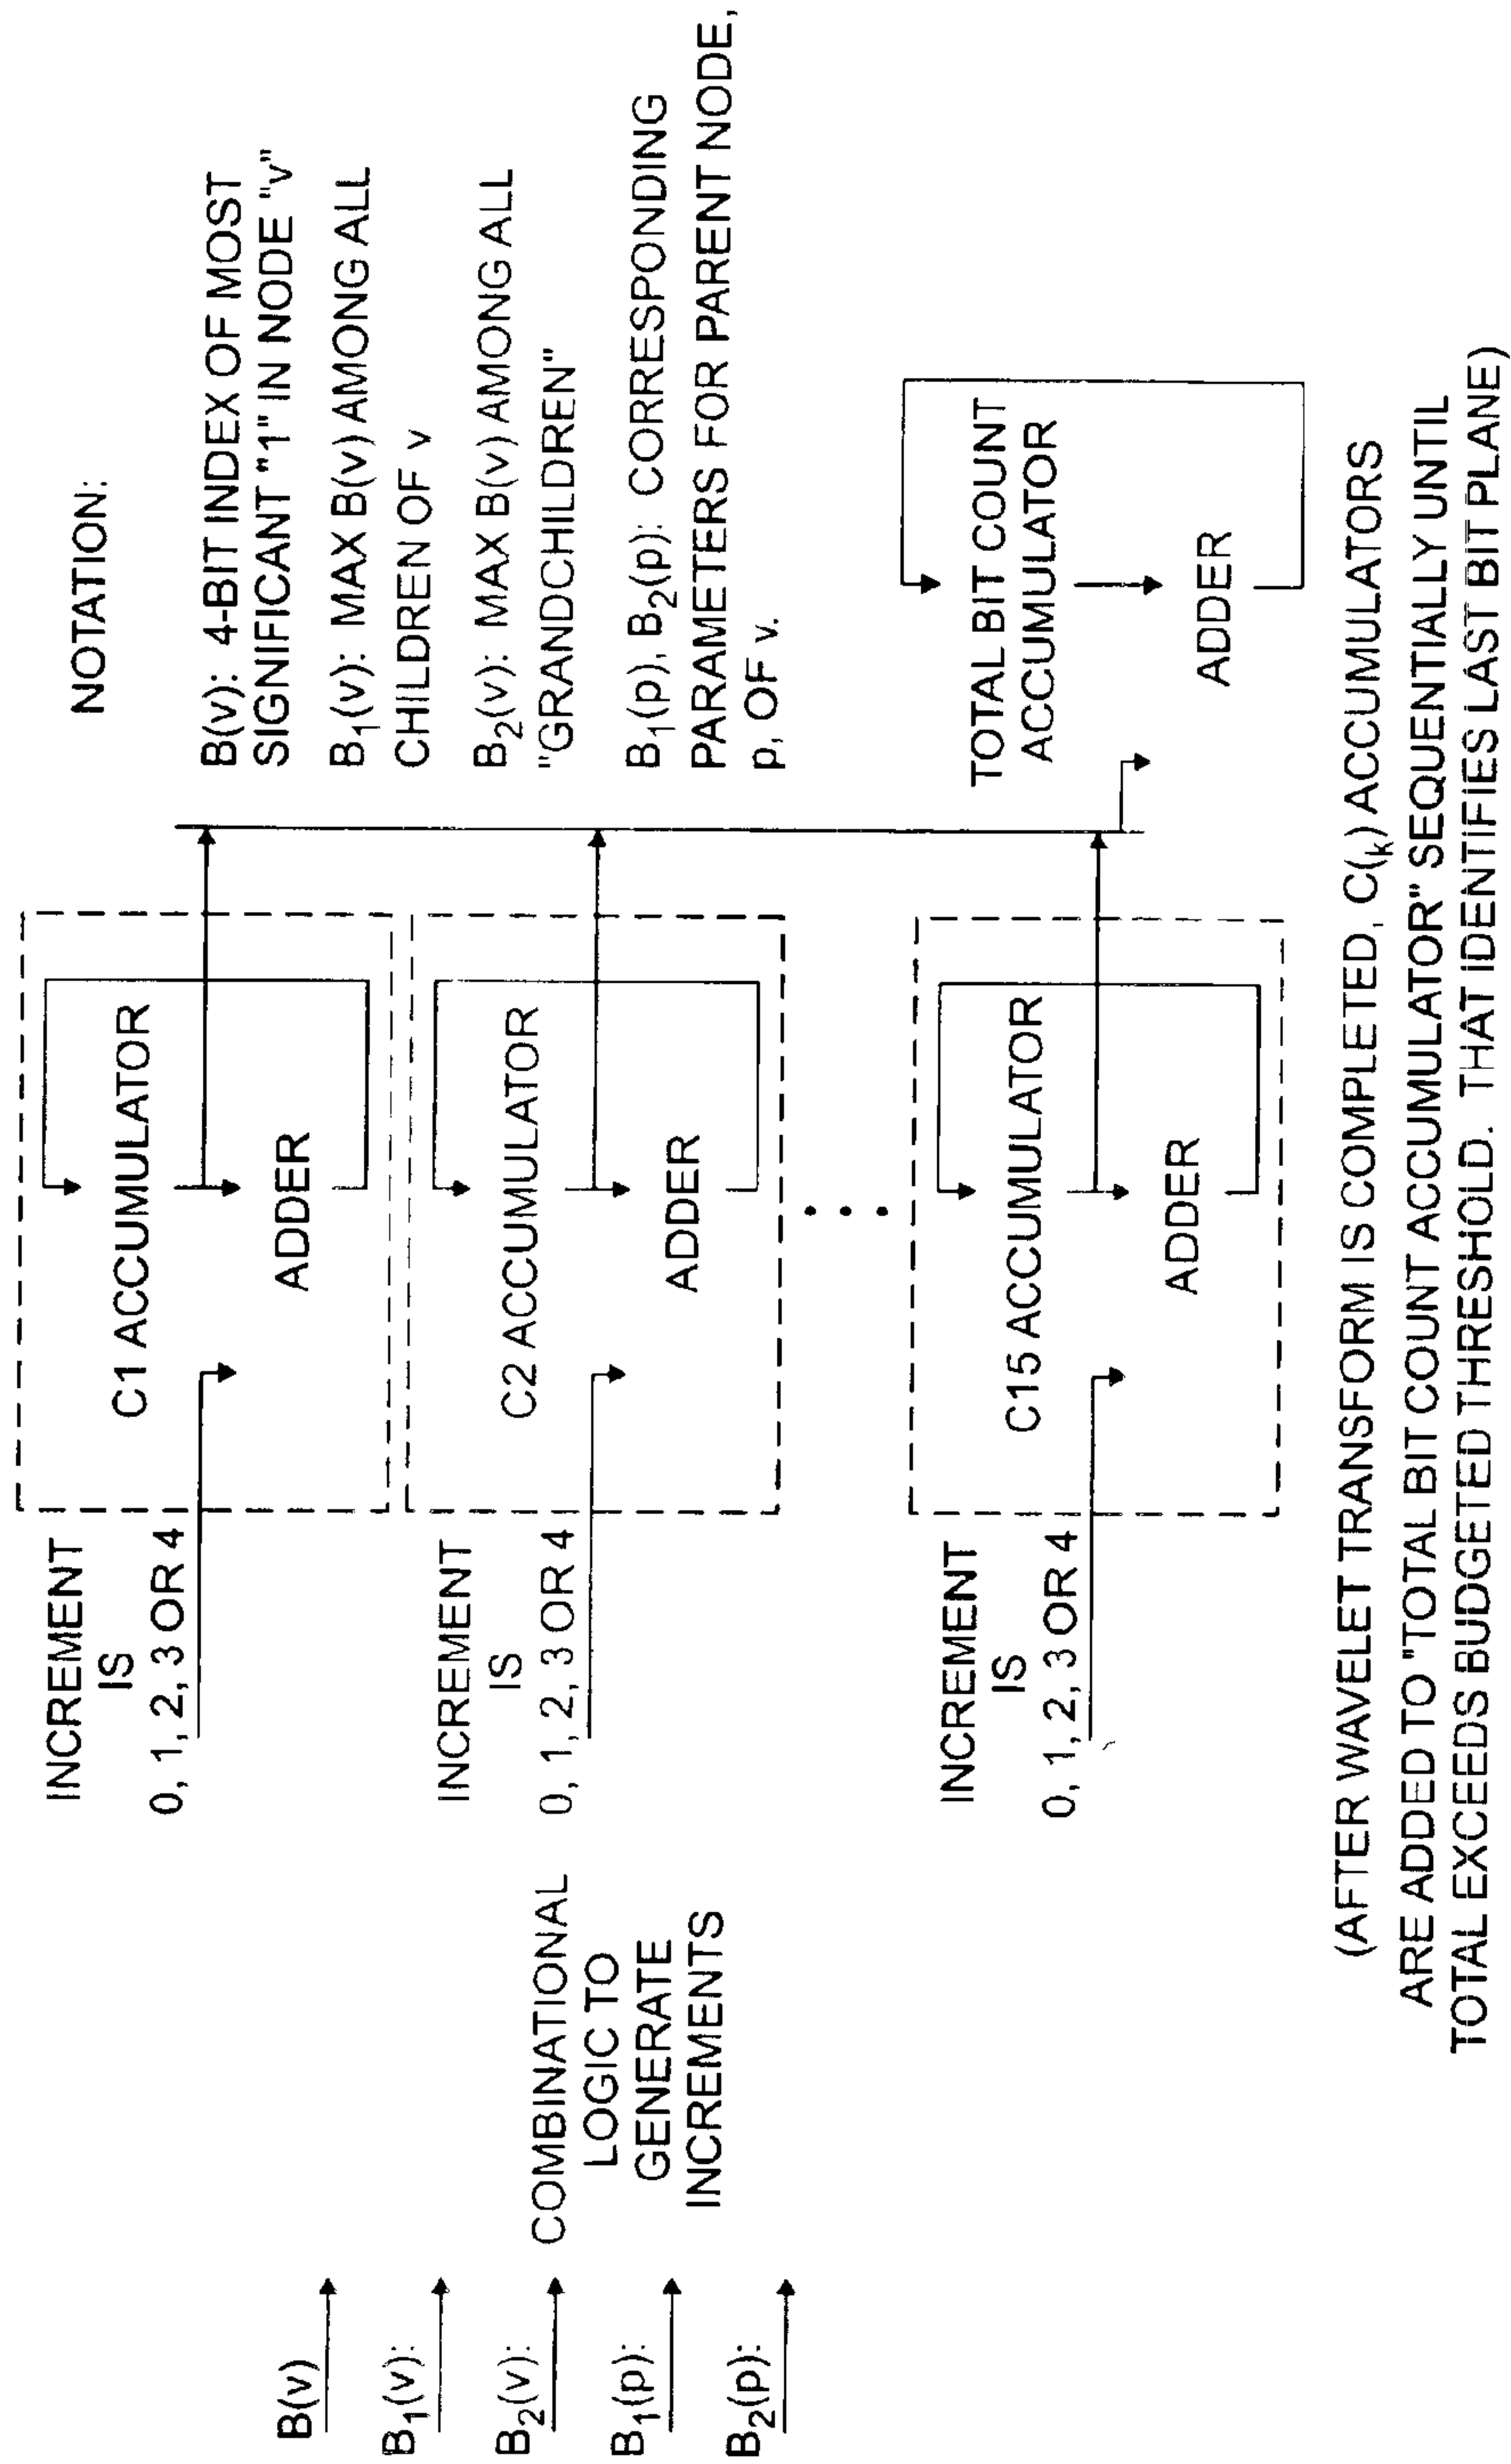 B(v)
B₁(v):
B₂(v):
B₁(p):
B₂(p):
COMBINATIONAL
LOGIC TO
GENERATE
INCREMENTS
INCREMENT
IS
0, 1, 2, 3 OR 4
C1 ACCUMULATOR
ADDER
INCREMENT
IS
0, 1, 2, 3 OR 4
C2 ACCUMULATOR
ADDER
• • •
INCREMENT
IS
0, 1, 2, 3 OR 4
C15 ACCUMULATOR
ADDER
NOTATION:
B(v): 4-BIT INDEX OF MOST
SIGNIFICANT "1" IN NODE "v"
B₁(v): MAX B(v) AMONG ALL
CHILDREN OF v
B₂(v): MAX B(v) AMONG ALL
"GRANDCHILDREN"
B₁(p), B₂(p): CORRESPONDING
PARAMETERS FOR PARENT NODE,
p, OF v.
TOTAL BIT COUNT
ACCUMULATOR
ADDER
(AFTER WAVELET TRANSFORM IS COMPLETED, C(ₖ) ACCUMULATORS
ARE ADDED TO "TOTAL BIT COUNT ACCUMULATOR" SEQUENTIALLY UNTIL
TOTAL EXCEEDS BUDGETED THRESHOLD. THAT IDENTIFIES LAST BIT PLANE)